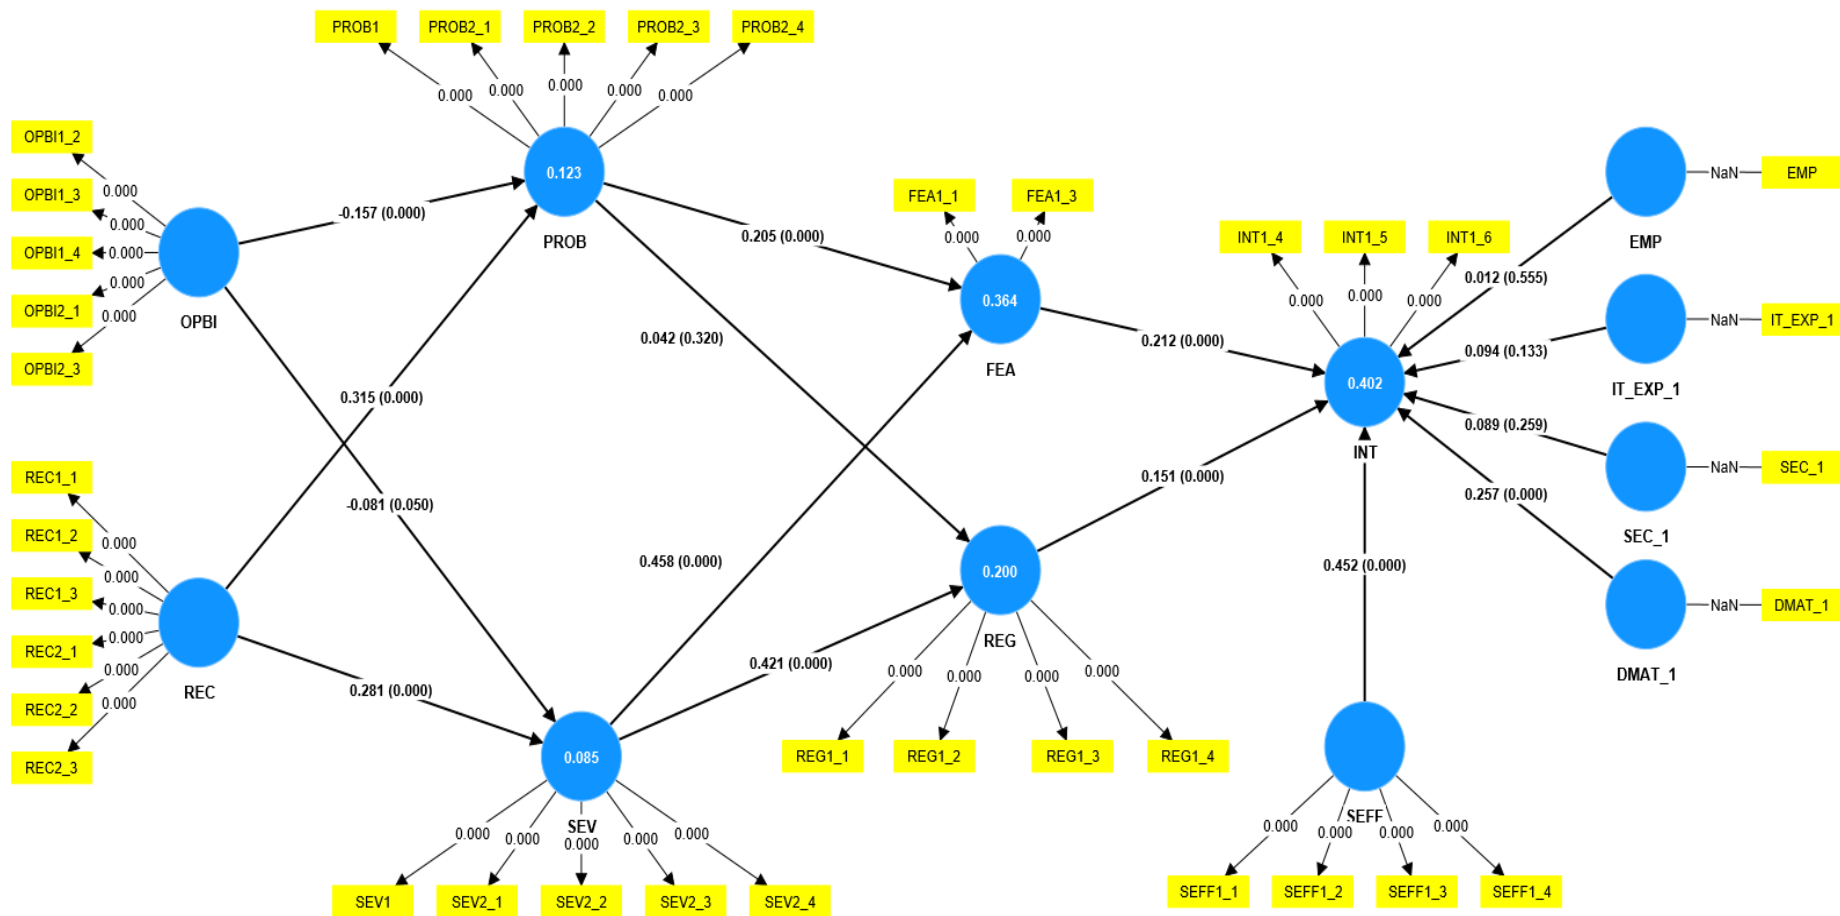 PROB1
PROB2_1
PROB2_2
PROB2_3
PROB2_4
0.000
0.000
0.000
0.000
0.000
0.123
PROB
OPBI1_2
OPBI1_3
OPBI1_4
OPBI2_1
OPBI2_3
0.000
0.000
0.000
0.000
0.000
OPBI
-0.157 (0.000)
0.315 (0.000)
-0.081 (0.050)
0.281 (0.000)
REC1_1
REC1_2
REC1_3
REC2_1
REC2_2
REC2_3
0.000
0.000
0.000
0.000
0.000
0.000
REC
0.085
SEV
0.000
0.000
0.000
0.000
0.000
SEV1
SEV2_1
SEV2_2
SEV2_3
SEV2_4
0.205 (0.000)
0.042 (0.320)
0.458 (0.000)
0.421 (0.000)
FEA1_1
FEA1_3
0.000
0.000
0.364
FEA
0.200
REG
0.000
0.000
0.000
0.000
REG1_1
REG1_2
REG1_3
REG1_4
0.212 (0.000)
0.151 (0.000)
INT1_4
INT1_5
INT1_6
0.000
0.000
0.000
0.402
INT
0.452 (0.000)
SEFF
0.000
0.000
0.000
0.000
SEFF1_1
SEFF1_2
SEFF1_3
SEFF1_4
0.012 (0.555)
0.094 (0.133)
0.089 (0.259)
0.257 (0.000)
NaN
EMP
EMP
NaN
IT_EXP_1
IT_EXP_1
NaN
SEC_1
SEC_1
NaN
DMAT_1
DMAT_1